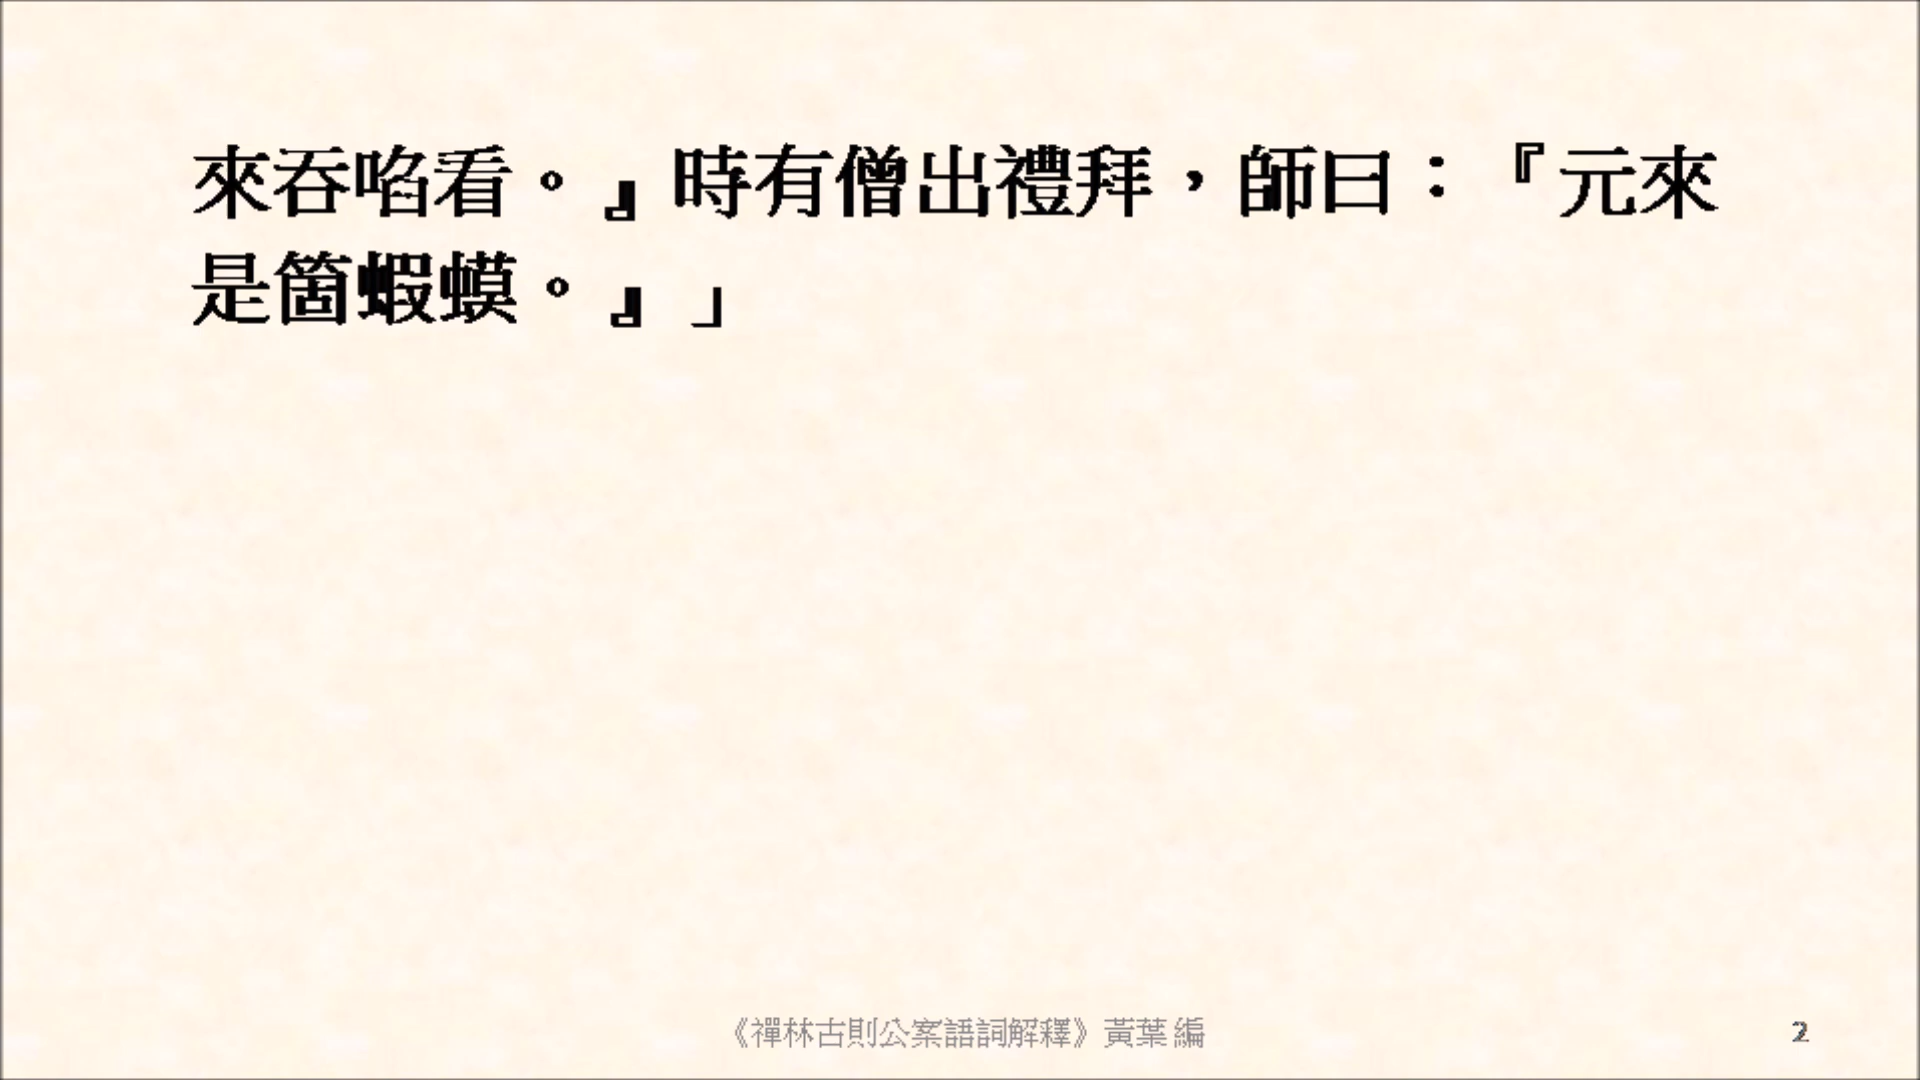 來吞啗看。』時有僧出禮拜，師曰：『元來
是箇蝦蟆。』」
《禪林古則公案語詞解釋》黃葉 編
2